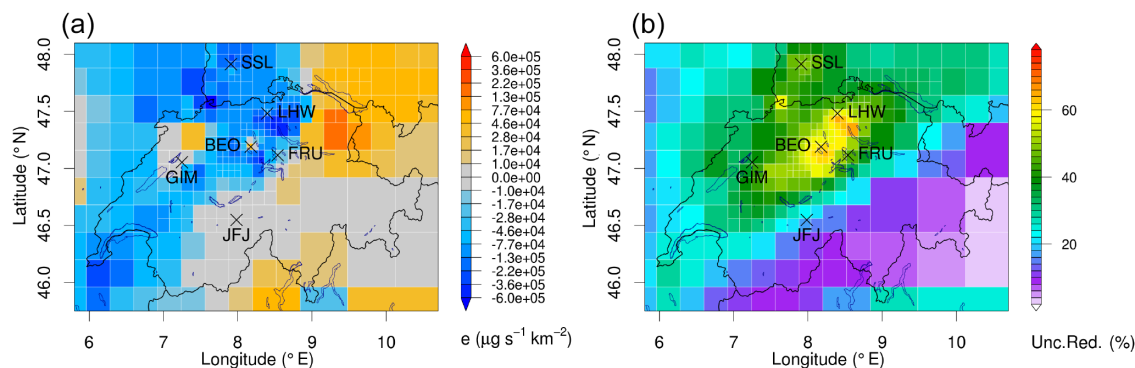 (a)
Latitude (° N)
48.0
47.5
47.0
46.5
46.0
SSL
LHW
BEO
FRU
GIM
JFJ
6 7 8 9 10
Longitude (° E)
6.0e+05
3.6e+05
2.2e+05
1.3e+05
7.7e+04
4.6e+04
2.8e+04
1.7e+04
1.0e+04
0.0e+00
-1.0e+04
-1.7e+04
-2.8e+04
-4.6e+04
-7.7e+04
-1.3e+05
-2.2e+05
-3.6e+05
-6.0e+05
e (μg s⁻¹ km⁻²)
(b)
Latitude (° N)
48.0
47.5
47.0
46.5
46.0
SSL
LHW
BEO
FRU
GIM
JFJ
6 7 8 9 10
Longitude (° E)
60
40
20
Unc.Red. (%)